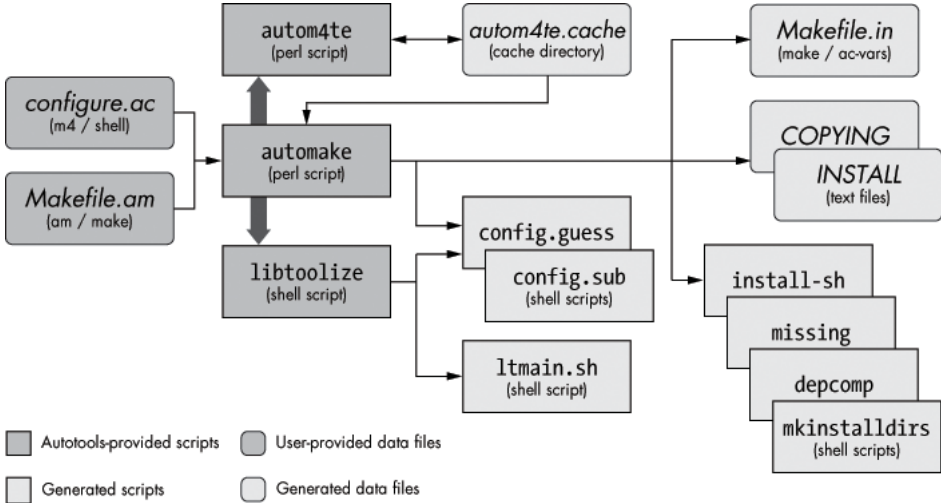 autom4te
(perl script)
autom4te.cache
(cache directory)
Makefile.in
(make / ac-vars)
configure.ac
(m4 / shell)
automake
(perl script)
COPYING
INSTALL
(text files)
Makefile.am
(am / make)
config.guess
config.sub
(shell scripts)
libtoolize
(shell script)
install-sh
missing
depcomp
mkinstalldirs
(shell scripts)
ltmain.sh
(shell script)
Autotools-provided scripts
User-provided data files
Generated scripts
Generated data files